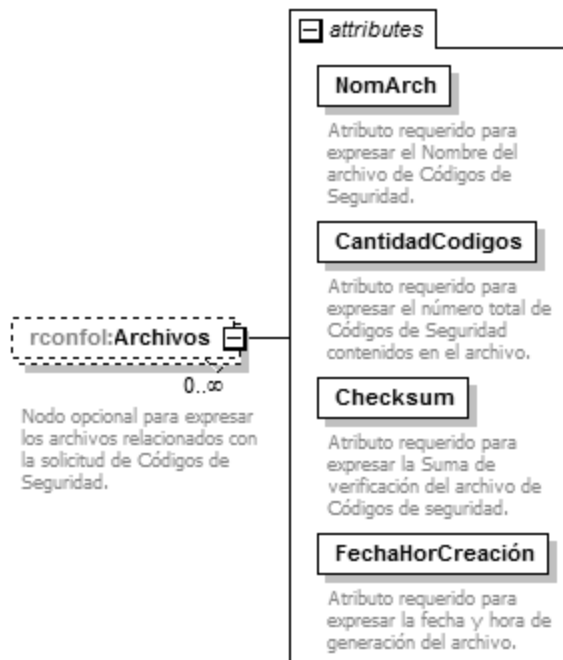 attributes
NomArch
Atributo requerido para
expresar el Nombre del
archivo de Códigos de
Seguridad.
CantidadCodigos
Atributo requerido para
expresar el número total de
Códigos de Seguridad
contenidos en el archivo.
rconfol:Archivos
0..∞
Nodo opcional para expresar
los archivos relacionados con
la solicitud de Códigos de
Seguridad.
Checksum
Atributo requerido para
expresar la Suma de
verificación del archivo de
Códigos de seguridad.
FechaHorCreación
Atributo requerido para
expresar la fecha y hora de
generación del archivo.